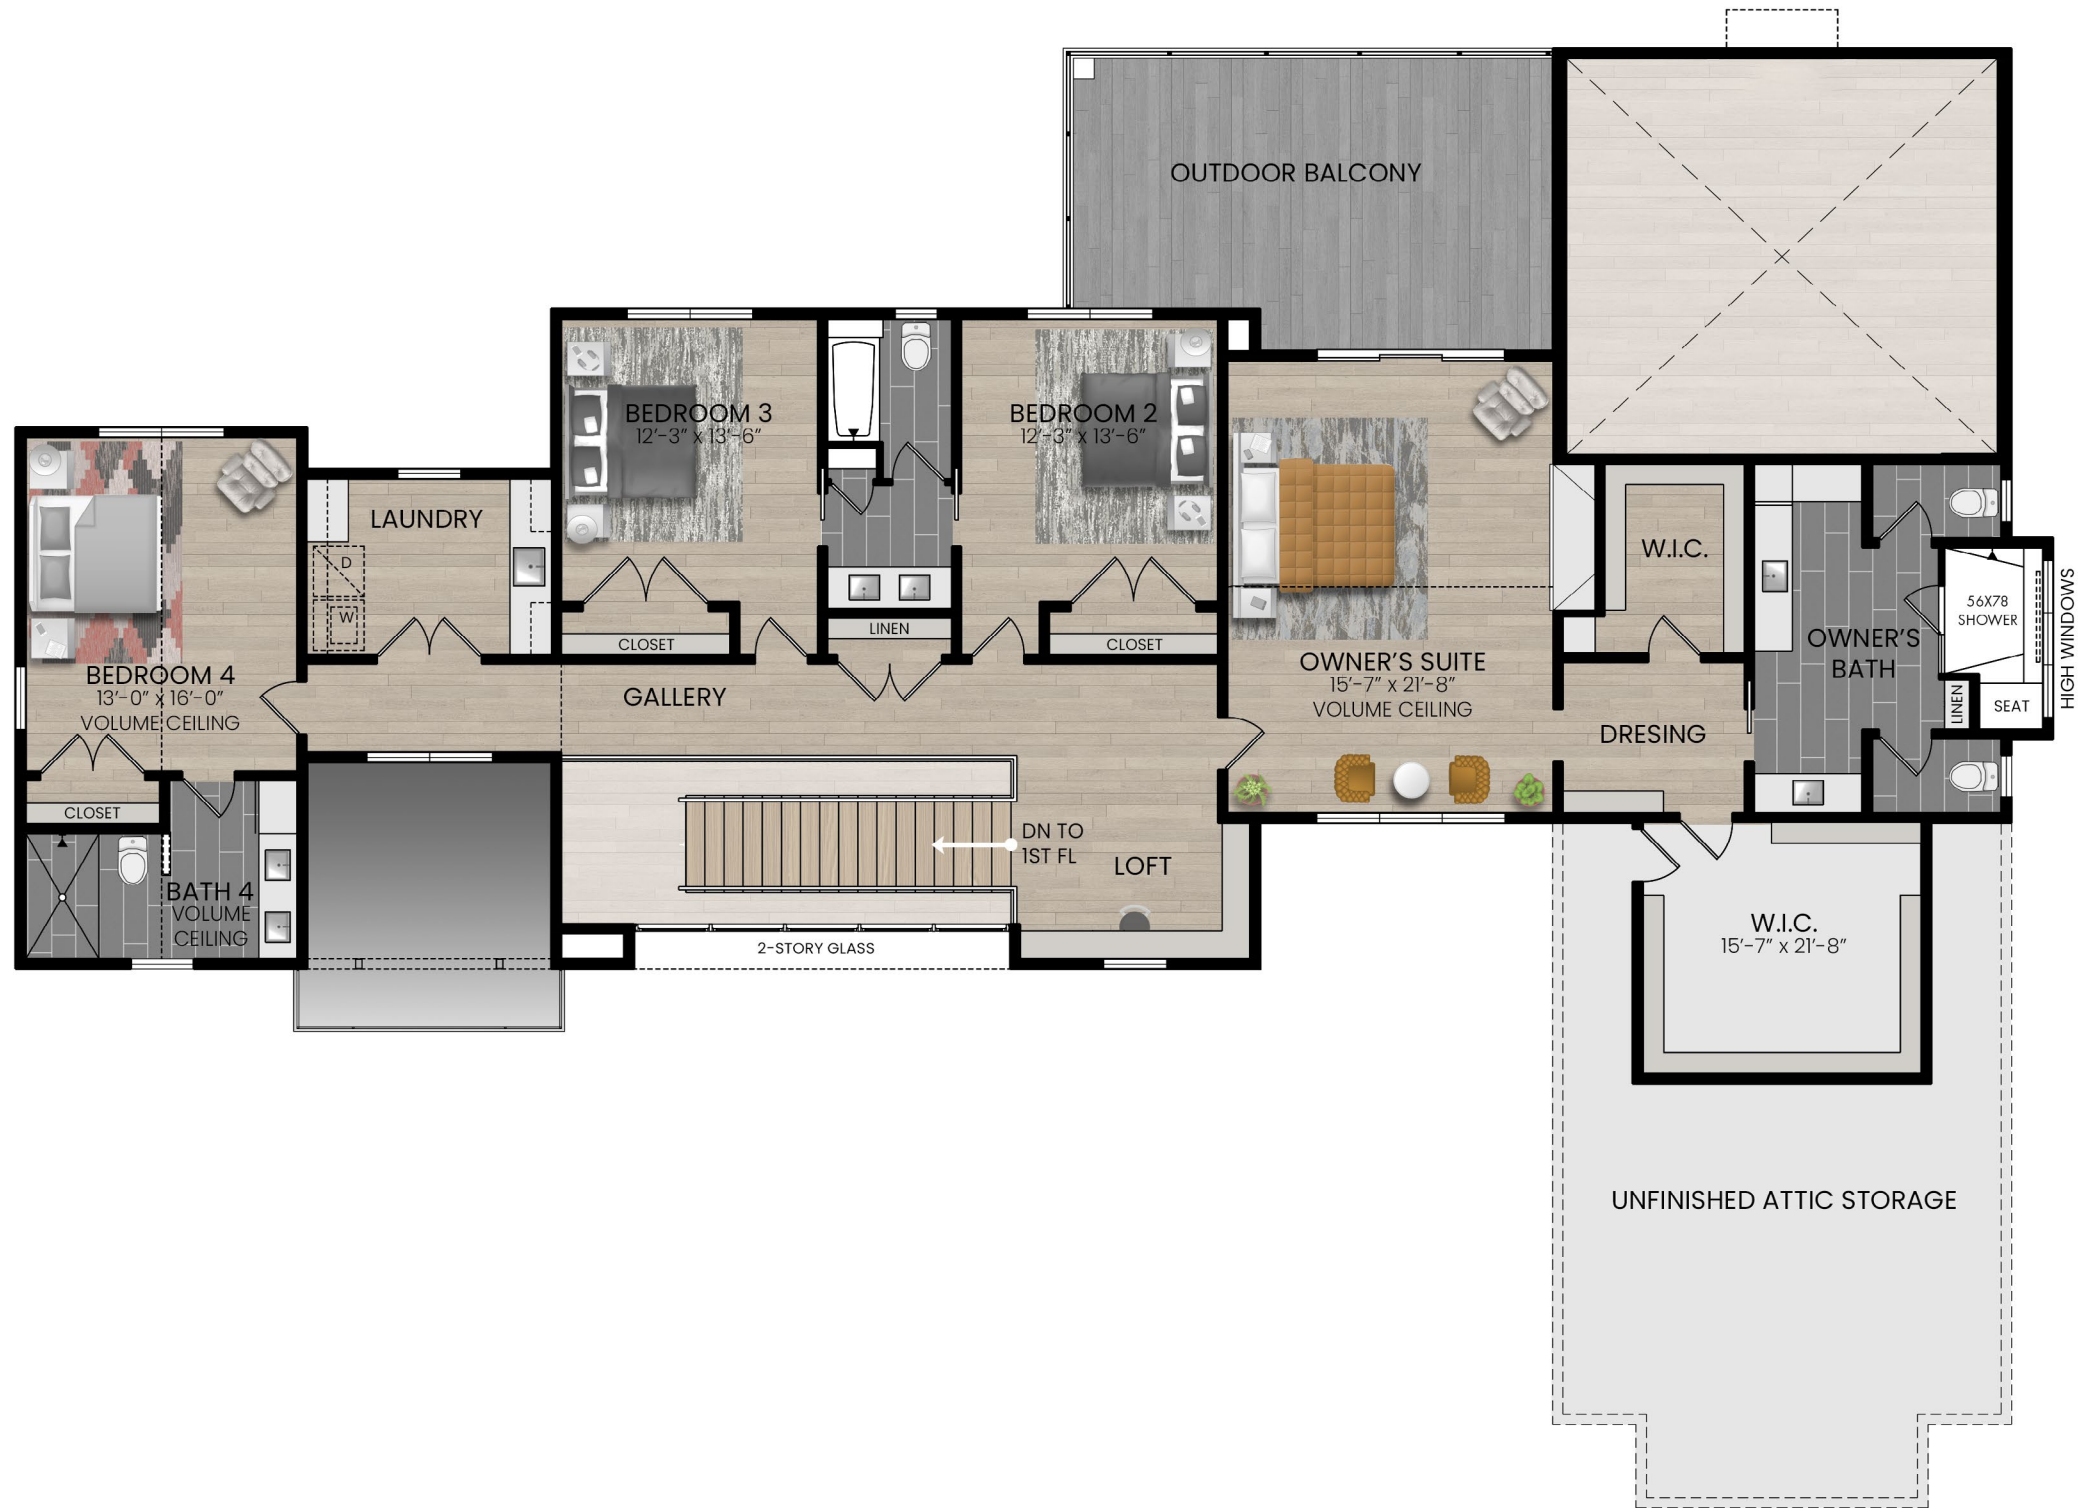 OUTDOOR BALCONY
BEDROOM 3
12'-3" x 13'-6"
BEDROOM 2
12'-3" x 13'-6"
LAUNDRY
D
W
CLOSET
LINEN
CLOSET
W.I.C.
56X78
SHOWER
HIGH WINDOWS
OWNER'S
BATH
LINEN
SEAT
BEDROOM 4
13'-0" x 16'-0"
VOLUME CEILING
GALLERY
OWNER'S SUITE
15'-7" x 21'-8"
VOLUME CEILING
DRESING
CLOSET
BATH 4
VOLUME
CEILING
DN TO
1ST FL
LOFT
2-STORY GLASS
W.I.C.
15'-7" x 21'-8"
UNFINISHED ATTIC STORAGE